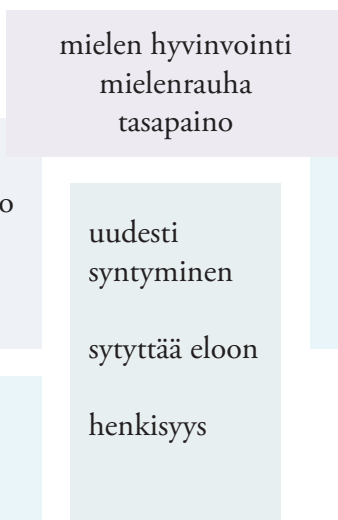 mielen hyvinvointi
mielenrauha
tasapaino
o
uudesti
syntyminen
sytyttää eloon
henkisyys